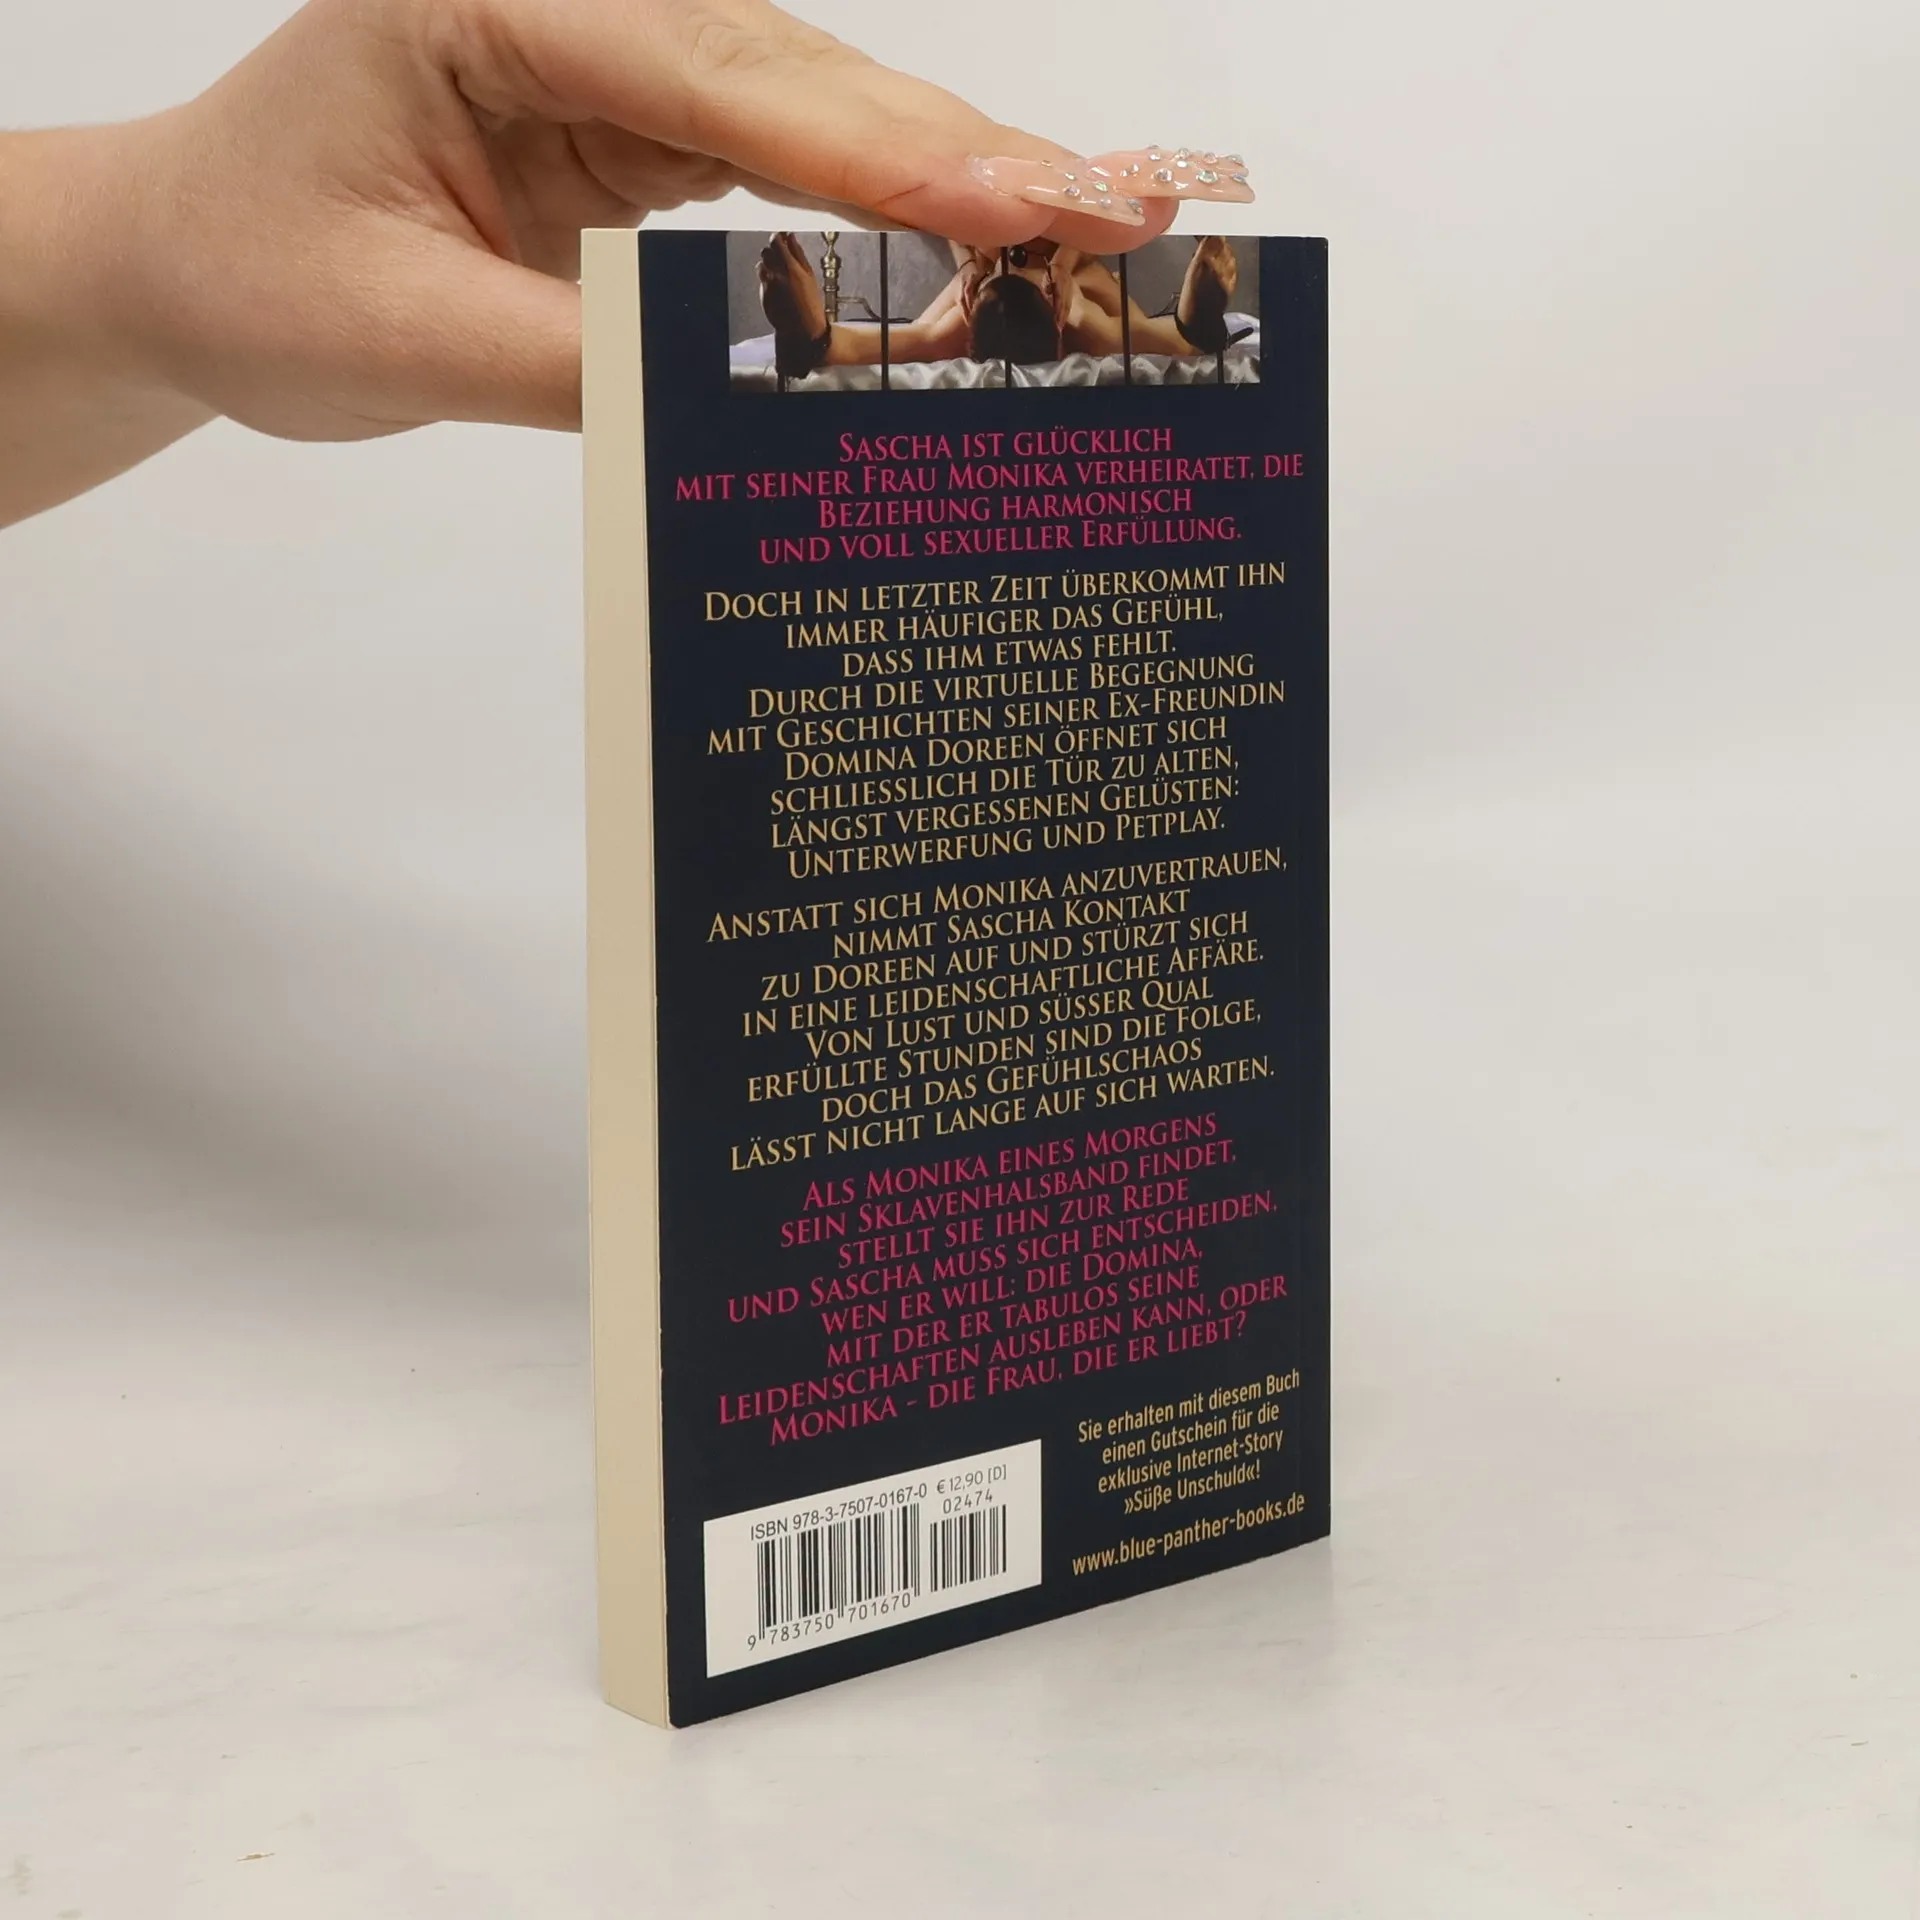 SASCHA IST GLÜCKLICH
MIT SEINER FRAU MONIKA VERHEIRATET, DIE
BEZIEHUNG HARMONISCH
UND VOLL SEXUELLER ERFÜLLUNG.
DOCH IN LETZTER ZEIT ÜBERKOMMT IHN
IMMER HÄUFIGER DAS GEFÜHL,
DASS IHM ETWAS FEHLT.
DURCH DIE VIRTUELLE BEGEGNUNG
MIT GESCHICHTEN SEINER EX-FREUNDIN
DOMINA DOREEN ÖFFNET SICH
SCHLIESSLICH DIE TÜR ZU ALTEN,
LÄNGST VERGESSENEN GELÜSTEN:
UNTERWERFUNG UND PETPLAY.
ANSTATT SICH MONIKA ANZUVERTRAUEN,
NIMMT SASCHA KONTAKT
ZU DOREEN AUF UND STÜRZT SICH
IN EINE LEIDENSCHAFTLICHE AFFÄRE.
VON LUST UND SÜSSER QUAL
ERFÜLLTE STUNDEN SIND DIE FOLGE,
DOCH DAS GEFÜHLSCHAOS
LÄSST NICHT LANGE AUF SICH WARTEN.
ALS MONIKA EINES MORGENS
SEIN SKLAVENHALSBAND FINDET,
STELLT SIE IHN ZUR REDE
UND SASCHA MUSS SICH ENTSCHEIDEN,
WEN ER WILL: DIE DOMINA,
MIT DER ER TABULOS SEINE
LEIDENSCHAFTEN AUSLEBEN KANN, ODER
MONIKA - DIE FRAU, DIE ER LIEBT?
Sie erhalten mit diesem Buch
einen Gutschein für die
exklusive Internet-Story
»Süße Unschuld«!
www.blue-panther-books.de
ISBN 978-3-7507-0167-0 € 12,90 [D]
02474
9 783750 701670